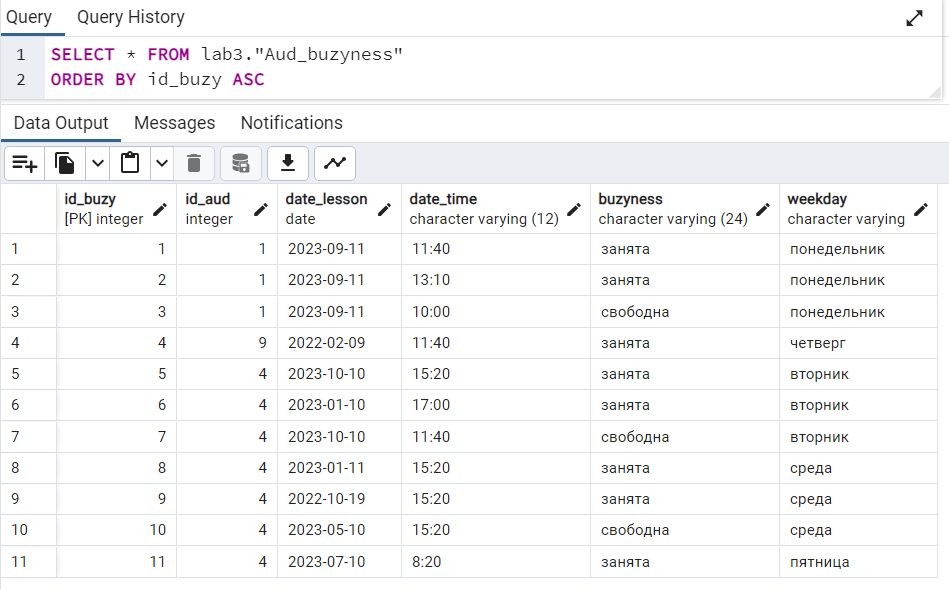 Query Query History
1 SELECT * FROM lab3."Aud_buzyness"
2 ORDER BY id_buzy ASC
Data Output Messages Notifications
id_buzy id_aud date_lesson date_time buzyness weekday
[PK] integer integer date character varying (12) character varying (24) character varying
1 1 1 2023-09-11 11:40 занята понедельник
2 2 1 2023-09-11 13:10 занята понедельник
3 3 1 2023-09-11 10:00 свободна понедельник
4 4 9 2022-02-09 11:40 занята четверг
5 5 4 2023-10-10 15:20 занята вторник
6 6 4 2023-01-10 17:00 занята вторник
7 7 4 2023-10-10 11:40 свободна вторник
8 8 4 2023-01-11 15:20 занята среда
9 9 4 2022-10-19 15:20 занята среда
10 10 4 2023-05-10 15:20 свободна среда
11 11 4 2023-07-10 8:20 занята пятница